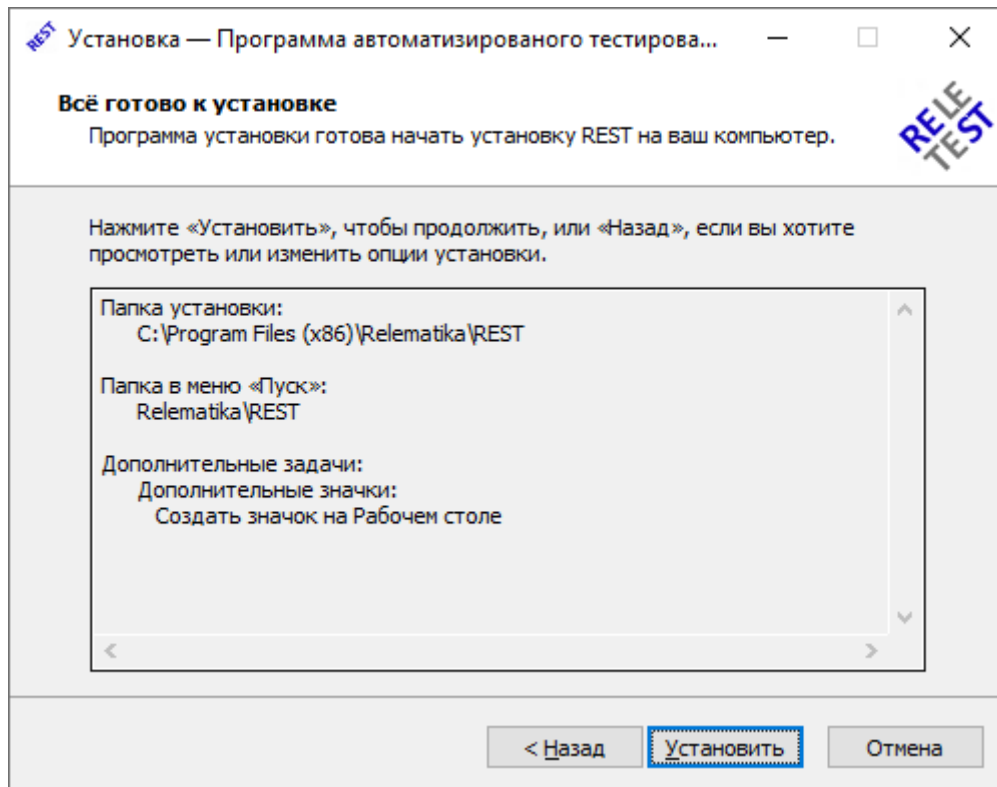 REST Установка — Программа автоматизированого тестирова...
Всё готово к установке
Программа установки готова начать установку REST на ваш компьютер.
RELE
TEST
Нажмите «Установить», чтобы продолжить, или «Назад», если вы хотите
просмотреть или изменить опции установки.
Папка установки:
C:\Program Files (x86)\Relematika\REST
Папка в меню «Пуск»:
Relematika\REST
Дополнительные задачи:
Дополнительные значки:
Создать значок на Рабочем столе
< Назад
Установить
Отмена